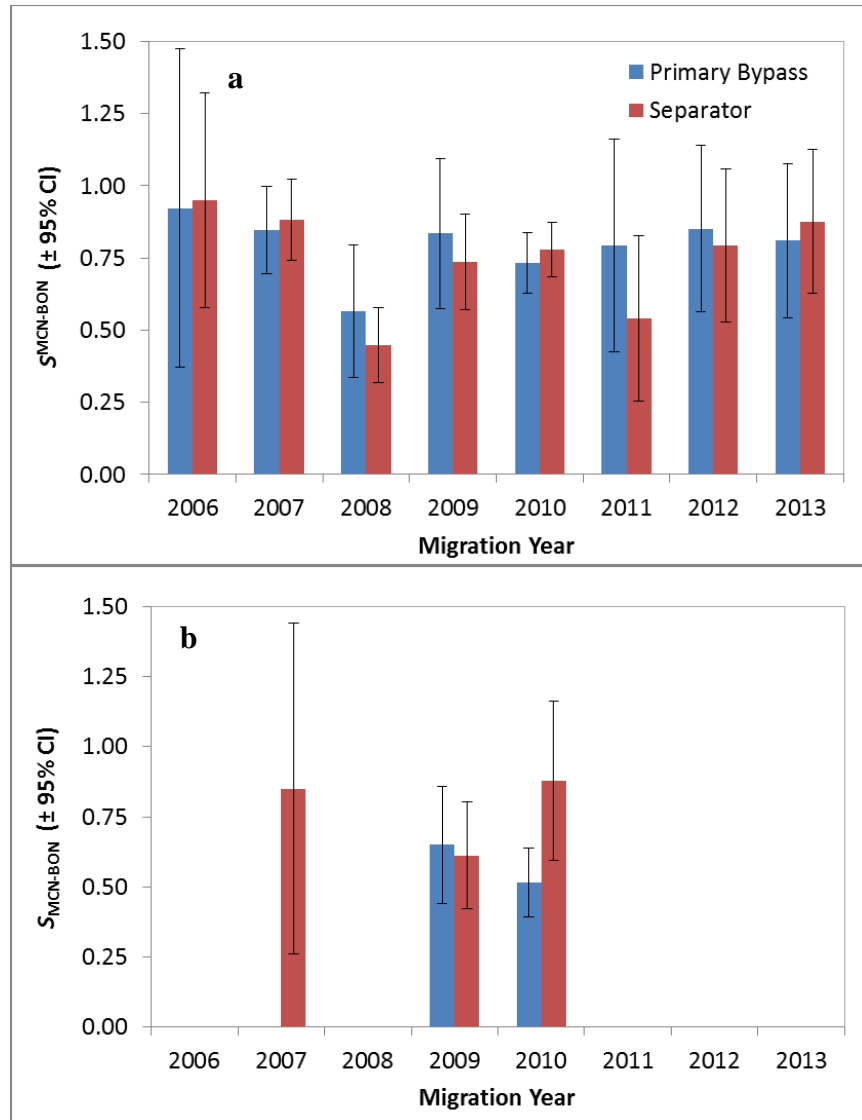 a
Primary Bypass
Separator
S^MCN-BON (± 95% CI)
1.50
1.25
1.00
0.75
0.50
0.25
0.00
2006 2007 2008 2009 2010 2011 2012 2013
Migration Year
b
S_MCN-BON (± 95% CI)
1.50
1.25
1.00
0.75
0.50
0.25
0.00
2006 2007 2008 2009 2010 2011 2012 2013
Migration Year